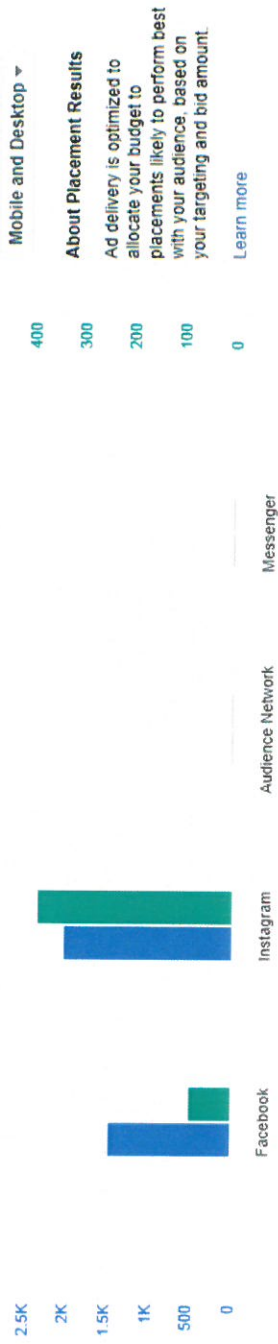 Mobile and Desktop
About Placement Results
Ad delivery is optimized to
allocate your budget to
placements likely to perform best
with your audience, based on
your targeting and bid amount.
Learn more
2.5K
2K
1.5K
1K
500
0
400
300
200
100
0
Facebook
Instagram
Audience Network
Messenger